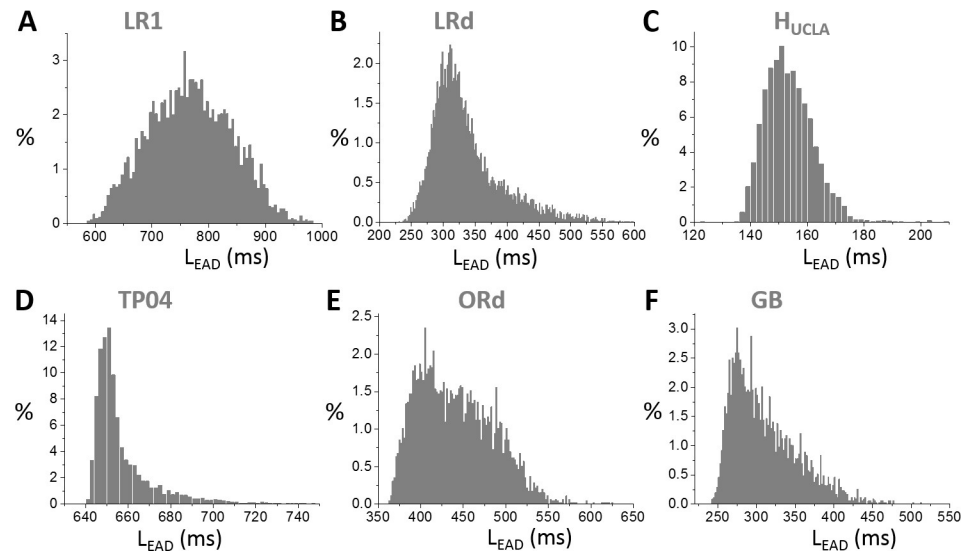 A LR1
3
2
1
0
%
600 700 800 900 1000
L_EAD (ms)
B LRd
2.0
1.5
1.0
0.5
0.0
%
200 250 300 350 400 450 500 550 600
L_EAD (ms)
C H_UCLA
10
8
6
4
2
0
%
120 140 160 180 200
L_EAD (ms)
D TP04
14
12
10
8
6
4
2
0
%
640 660 680 700 720 740
L_EAD (ms)
E ORd
2.5
2.0
1.5
1.0
0.5
0.0
%
350 400 450 500 550 600 650
L_EAD (ms)
F GB
3.0
2.5
2.0
1.5
1.0
0.5
0.0
%
250 300 350 400 450 500 550
L_EAD (ms)